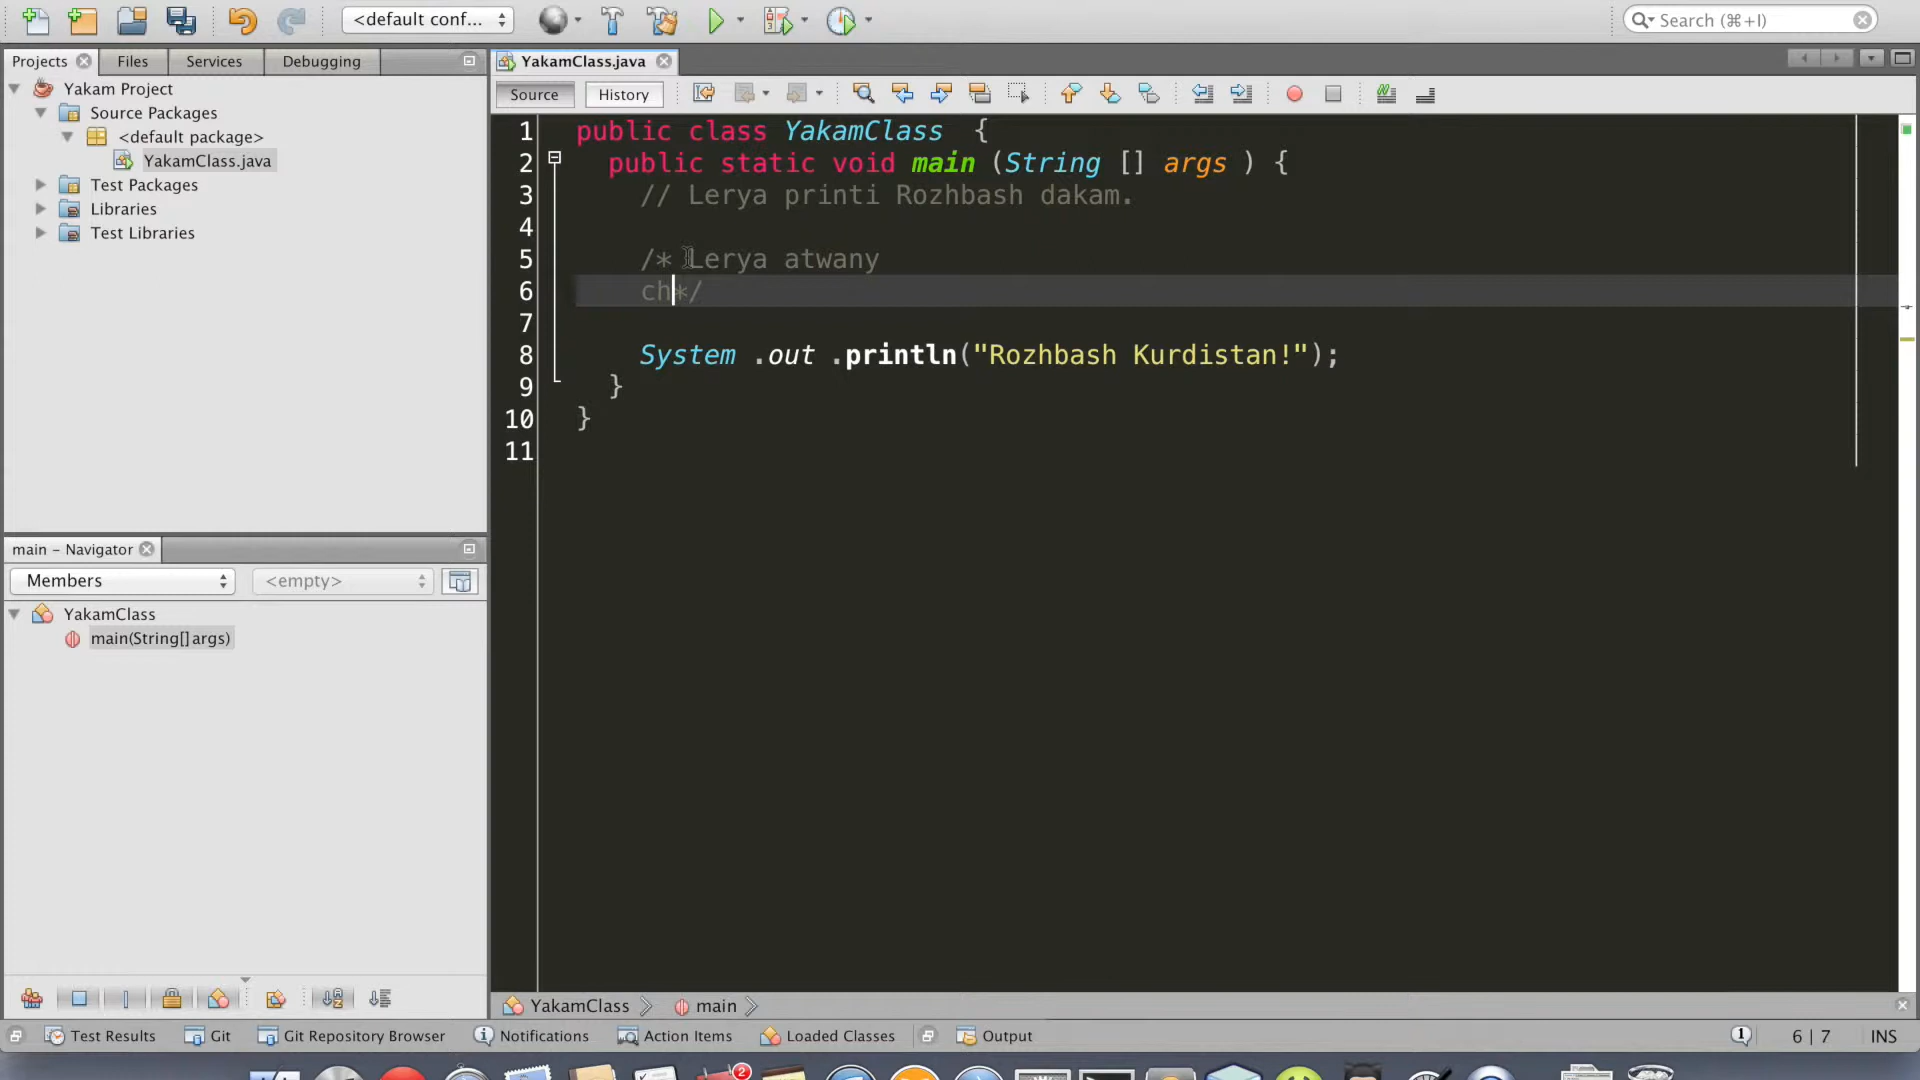 <default conf...
Search (⌘+I)
Projects
Files
Services
Debugging
YakamClass.java
Yakam Project
Source Packages
<default package>
YakamClass.java
Test Packages
Libraries
Test Libraries
Source
History
1 public class YakamClass {
2 public static void main (String [] args ) {
3 // Lerya printi Rozhbash dakam.
4
5 /* Lerya atwany
6 ch*/
7
8 System .out .println("Rozhbash Kurdistan!");
9 }
10 }
11
main - Navigator
Members
<empty>
YakamClass
main(String[] args)
YakamClass
main
Test Results
Git
Git Repository Browser
Notifications
Action Items
Loaded Classes
Output
1
6 | 7
INS
2